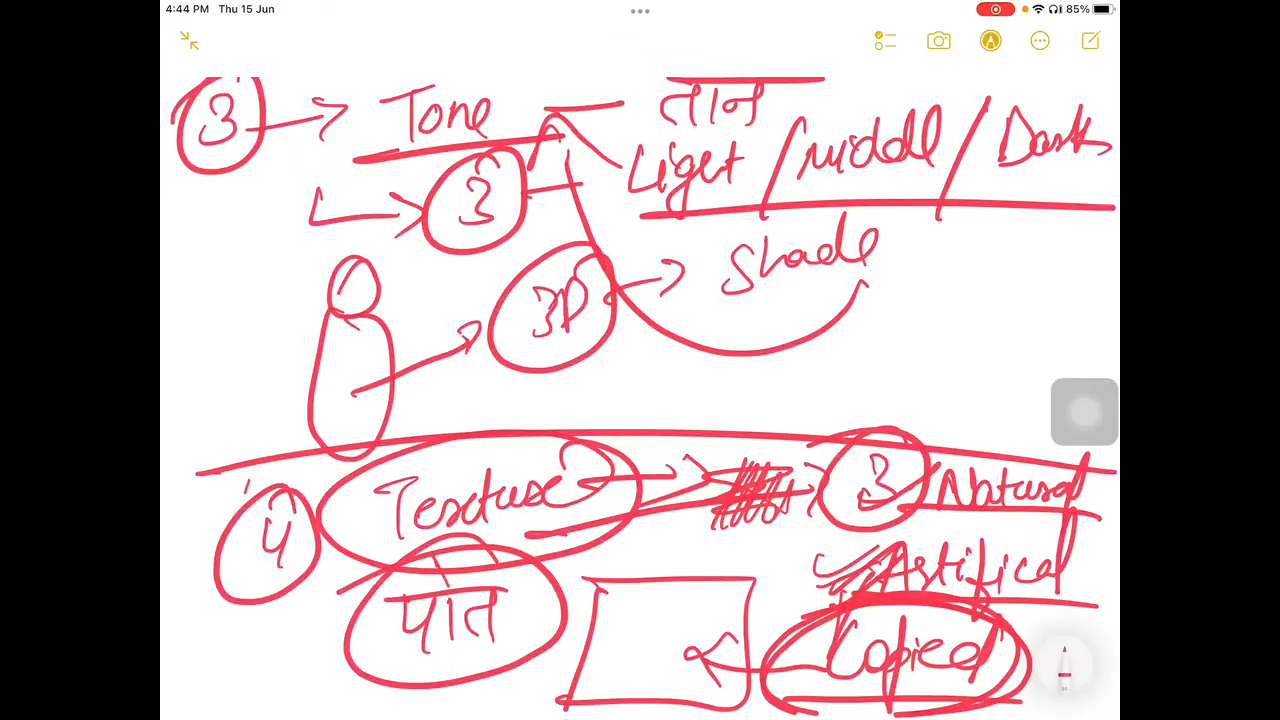 4:44 PM Thu 15 Jun 85%
3 → Tone तान
Light / middel / Dark
3
3D → Shade
4 Texture → 3 Natural
Artifical
पोत Copied